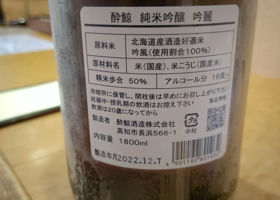 酔鯨 純米吟醸 吟麗
原料米
北海道産酒造好適米
吟風(使用割合100%)
原材料名 米(国産)、米こうじ(国産米)
精米歩合 50% アルコール分 16度
冷暗所に保管し、開栓後は早めにお召し上り下さい
妊娠中・授乳期の飲酒はお控え下さい
飲酒は20歳になってから
製造者 酔鯨酒造株式会社
高知市長浜566-1
内容量 1800ml
中村
製造年月2022.12.T